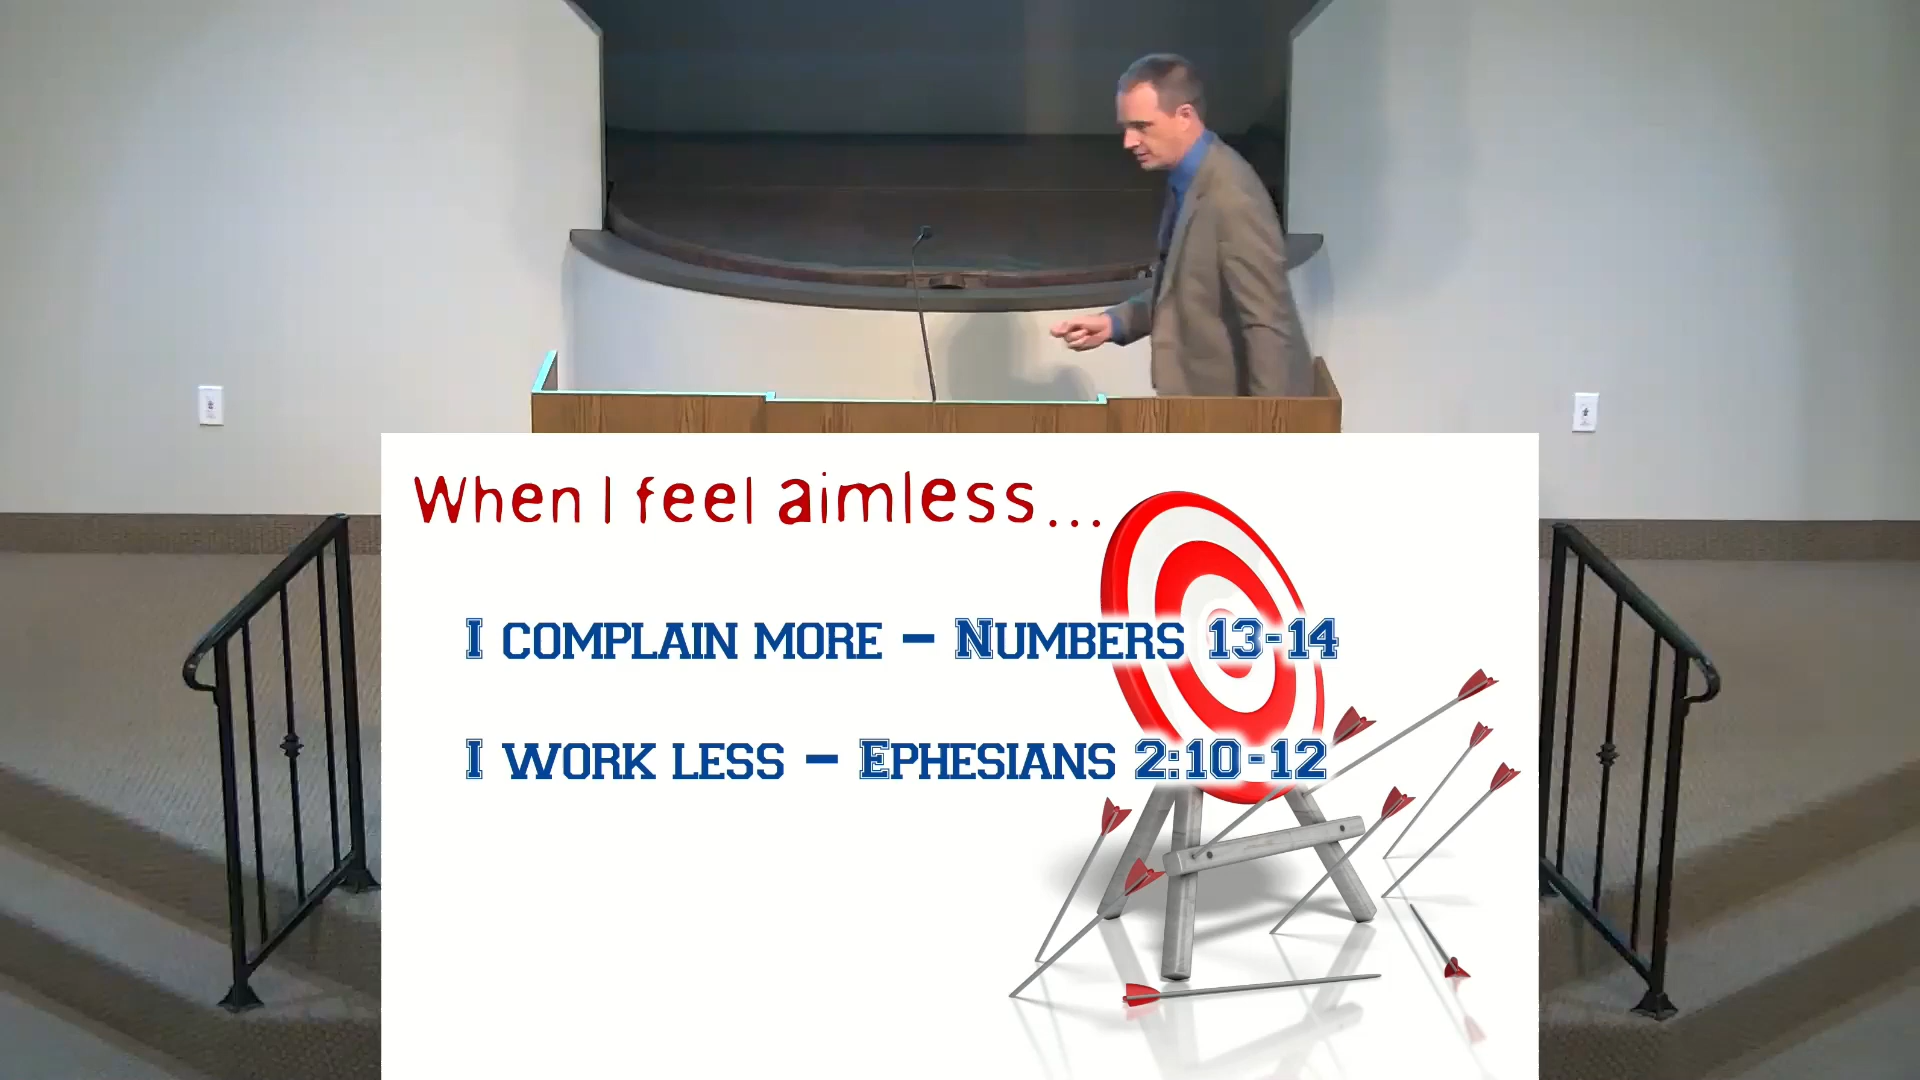 When I feel aimless...
I complain more – Numbers 13-14
I work less – Ephesians 2:10-12